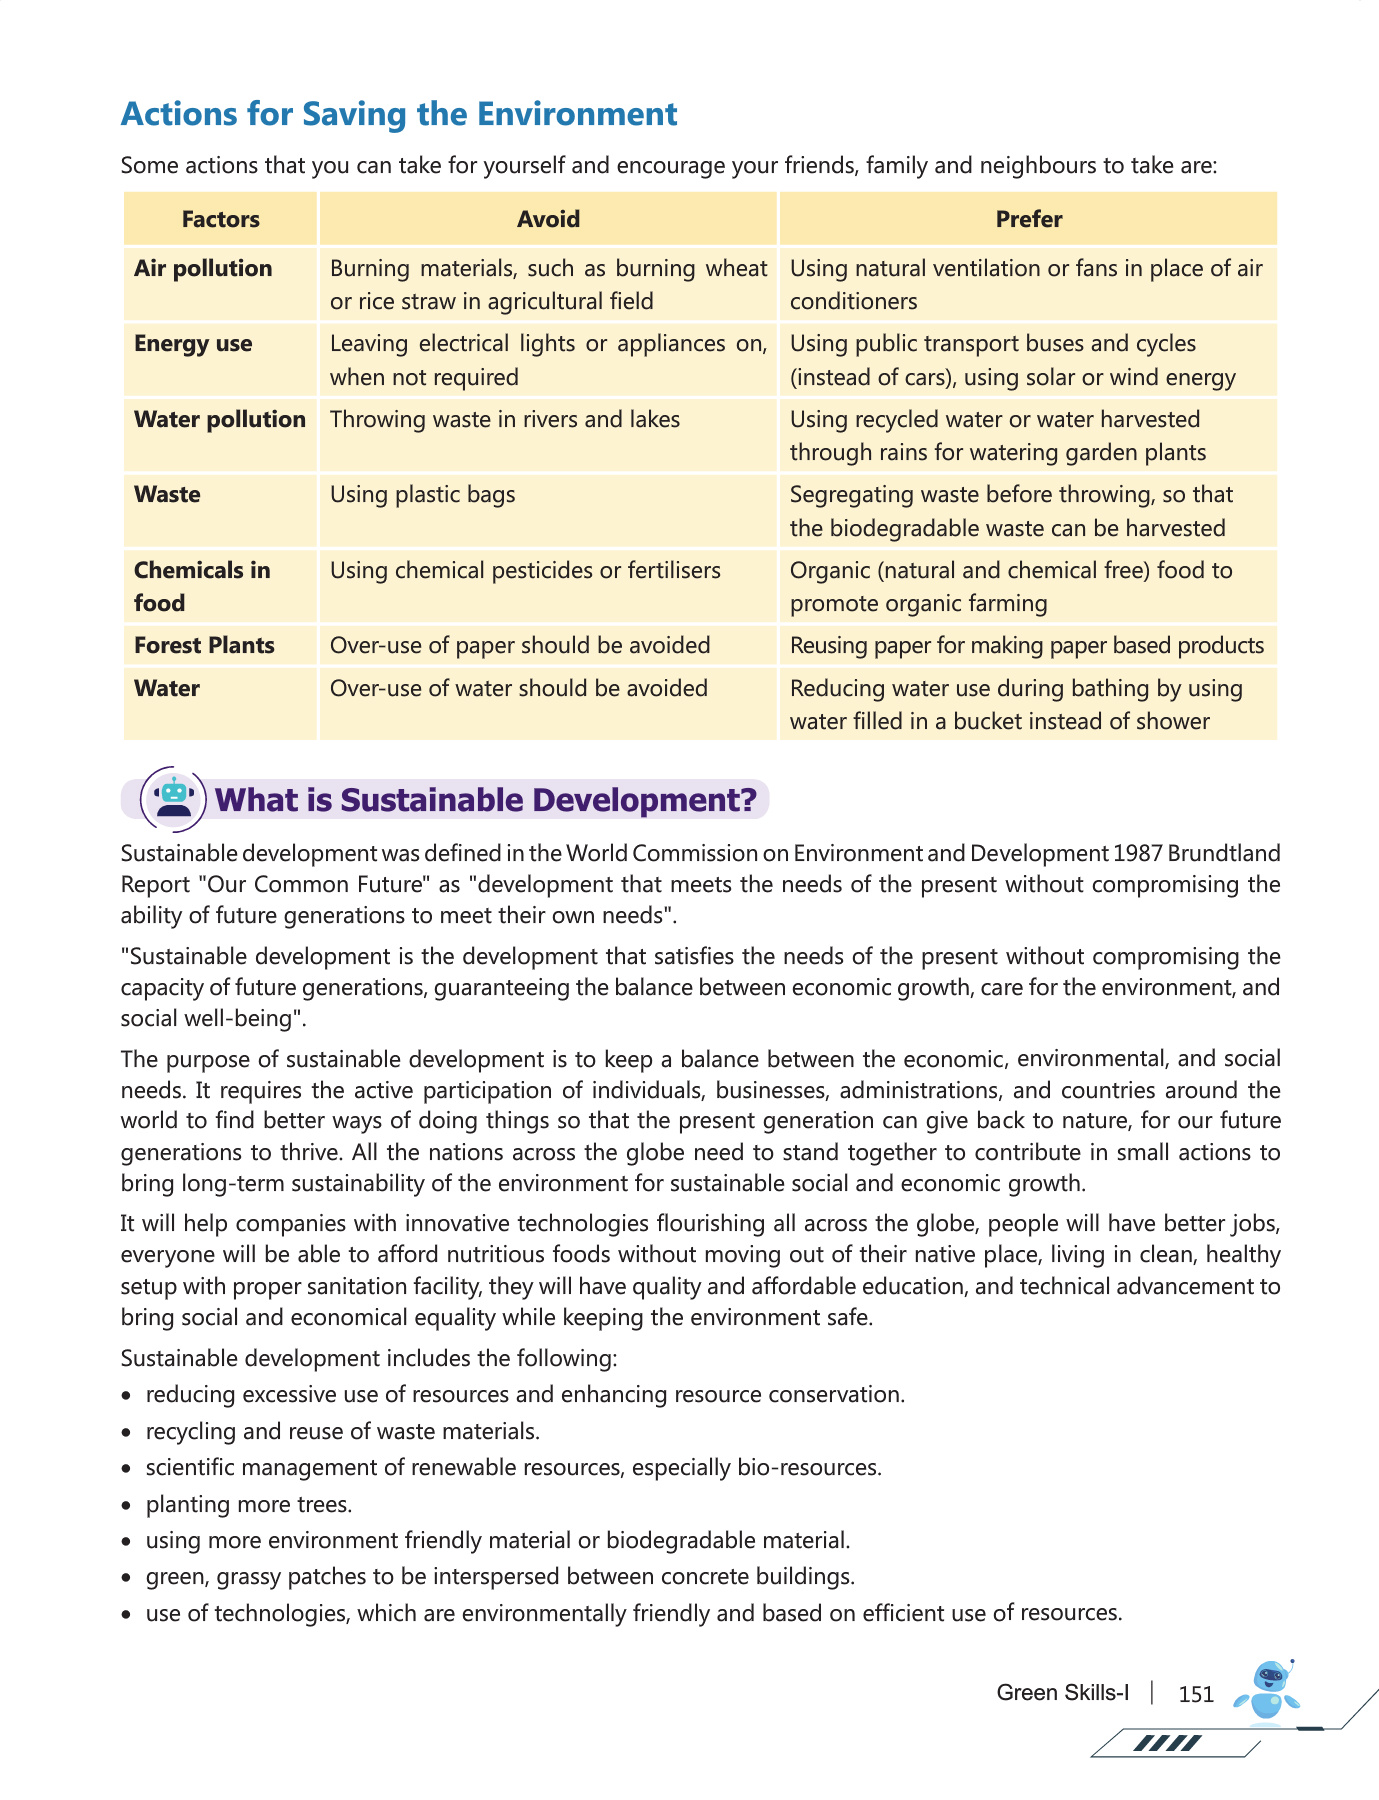 Actions for Saving the Environment
Some actions that you can take for yourself and encourage your friends, family and neighbours to take are:
Factors Avoid Prefer
Air pollution Burning materials, such as burning wheat Using natural ventilation or fans in place of air
or rice straw in agricultural field conditioners
Energy use Leaving electrical lights or appliances on, Using public transport buses and cycles
when not required (instead of cars), using solar or wind energy
Water pollution Throwing waste in rivers and lakes Using recycled water or water harvested
through rains for watering garden plants
Waste Using plastic bags Segregating waste before throwing, so that
the biodegradable waste can be harvested
Chemicals in Using chemical pesticides or fertilisers Organic (natural and chemical free) food to
food promote organic farming
Forest Plants Over-use of paper should be avoided Reusing paper for making paper based products
Water Over-use of water should be avoided Reducing water use during bathing by using
water filled in a bucket instead of shower
What is Sustainable Development?
Sustainable development was defined in the World Commission on Environment and Development 1987 Brundtland
Report "Our Common Future" as "development that meets the needs of the present without compromising the
ability of future generations to meet their own needs".
"Sustainable development is the development that satisfies the needs of the present without compromising the
capacity of future generations, guaranteeing the balance between economic growth, care for the environment, and
social well-being".
The purpose of sustainable development is to keep a balance between the economic, environmental, and social
needs. It requires the active participation of individuals, businesses, administrations, and countries around the
world to find better ways of doing things so that the present generation can give back to nature, for our future
generations to thrive. All the nations across the globe need to stand together to contribute in small actions to
bring long-term sustainability of the environment for sustainable social and economic growth.
It will help companies with innovative technologies flourishing all across the globe, people will have better jobs,
everyone will be able to afford nutritious foods without moving out of their native place, living in clean, healthy
setup with proper sanitation facility, they will have quality and affordable education, and technical advancement to
bring social and economical equality while keeping the environment safe.
Sustainable development includes the following:
• reducing excessive use of resources and enhancing resource conservation.
• recycling and reuse of waste materials.
• scientific management of renewable resources, especially bio-resources.
• planting more trees.
• using more environment friendly material or biodegradable material.
• green, grassy patches to be interspersed between concrete buildings.
• use of technologies, which are environmentally friendly and based on efficient use of resources.
Green Skills-I | 151